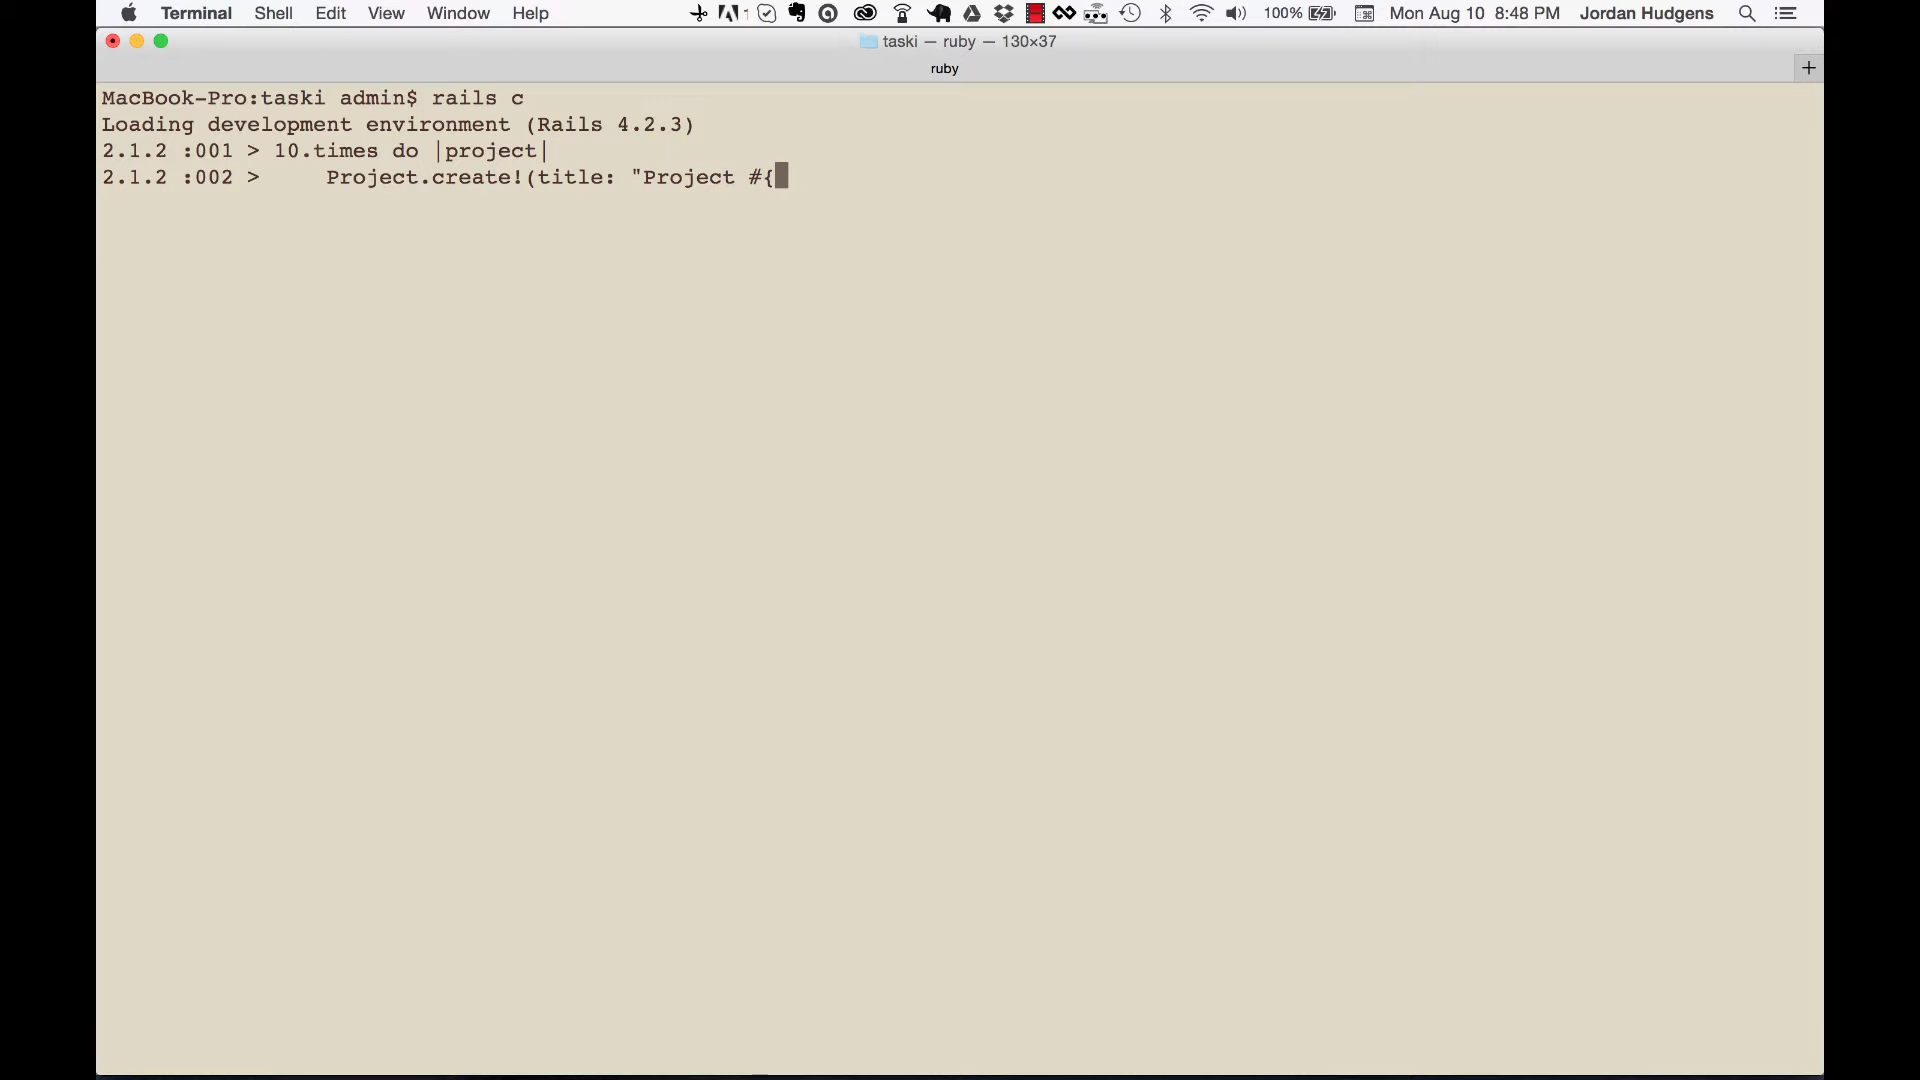 Terminal Shell Edit View Window Help 1 100% Mon Aug 10 8:48 PM Jordan Hudgens
taski — ruby — 130×37
ruby
MacBook-Pro:taski admin$ rails c
Loading development environment (Rails 4.2.3)
2.1.2 :001 > 10.times do |project|
2.1.2 :002 >     Project.create!(title: "Project #{